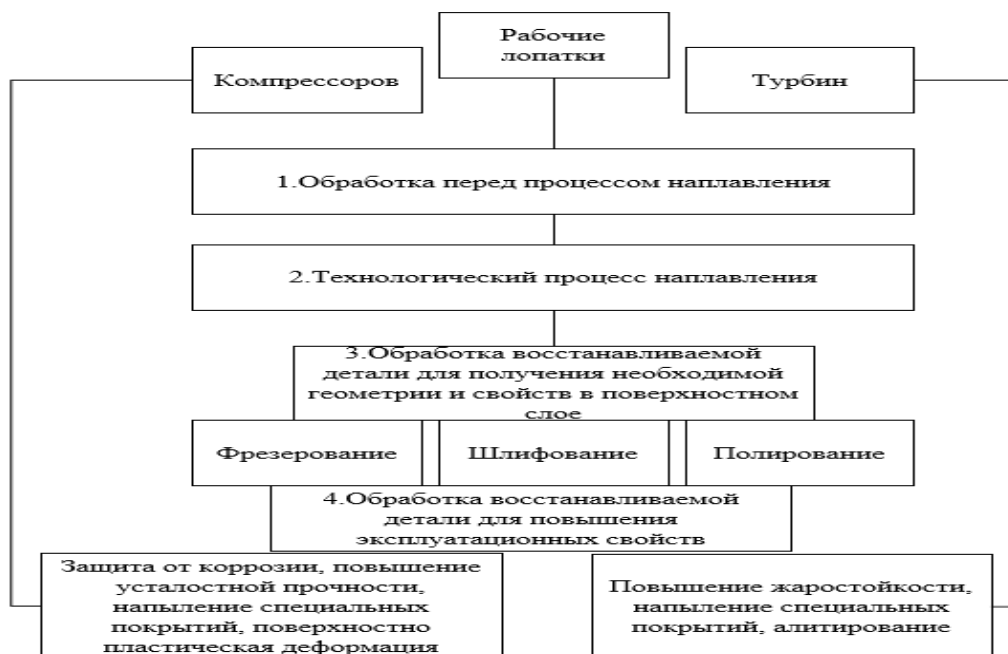 Рабочие
лопатки
Компрессоров
Турбин
1.Обработка перед процессом наплавления
2.Технологический процесс наплавления
3.Обработка восстанавливаемой
детали для получения необходимой
геометрии и свойств в поверхностном
слое
Фрезерование
Шлифование
Полирование
4.Обработка восстанавливаемой
детали для повышения
эксплуатационных свойств
Защита от коррозии, повышение
усталостной прочности,
напыление специальных
покрытий, поверхностно
пластическая деформация
Повышение жаростойкости,
напыление специальных
покрытий, алитирование